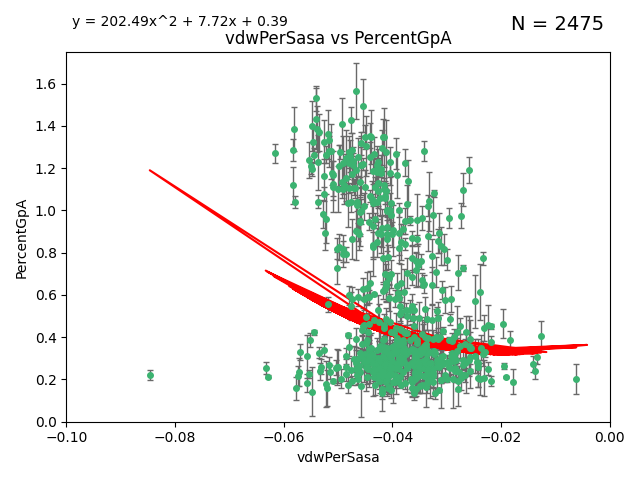 y = 202.49x^2 + 7.72x + 0.39
N = 2475
vdwPerSasa vs PercentGpA
PercentGpA
1.6
1.4
1.2
1.0
0.8
0.6
0.4
0.2
0.0
−0.10 −0.08 −0.06 −0.04 −0.02 0.00
vdwPerSasa